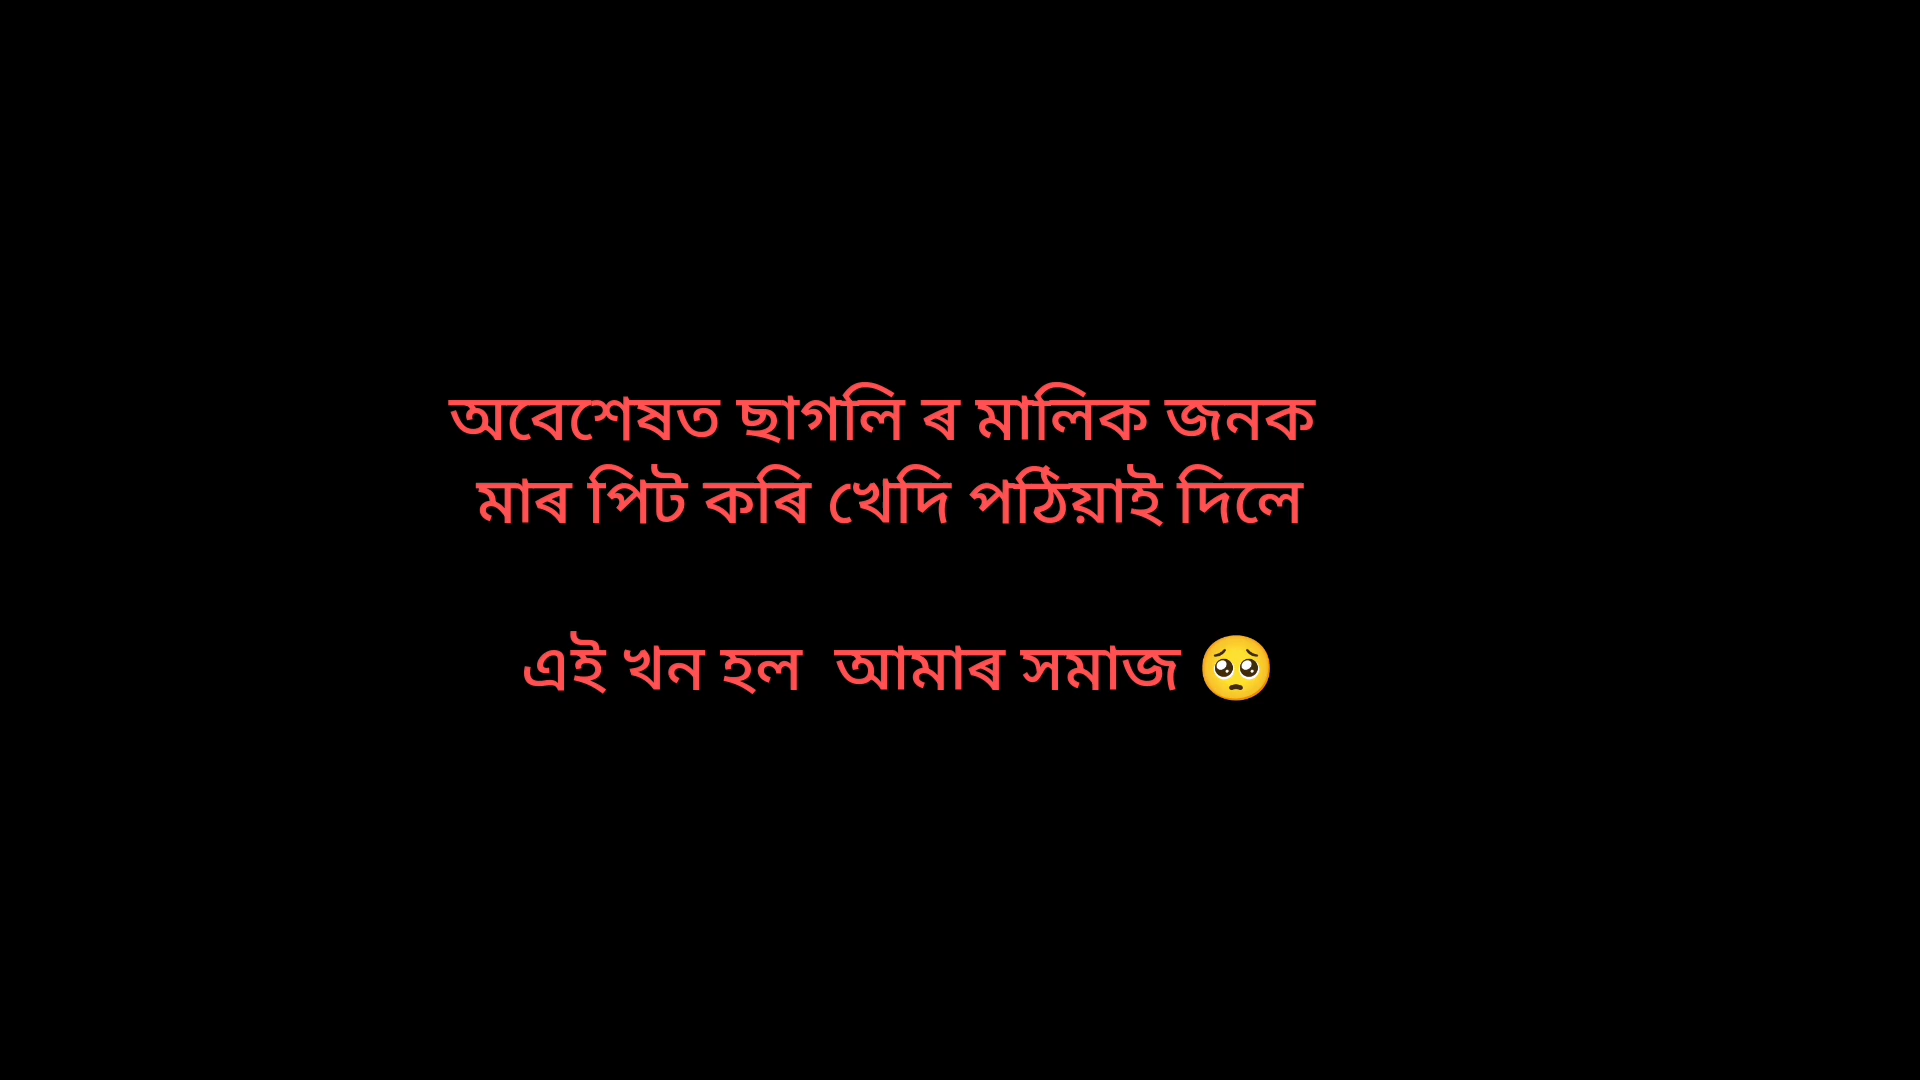 অবেশেষত ছাগলি ৰ মালিক জনক
মাৰ পিট কৰি খেদি পঠিয়াই দিলে
এই খন হল  আমাৰ সমাজ 🥺